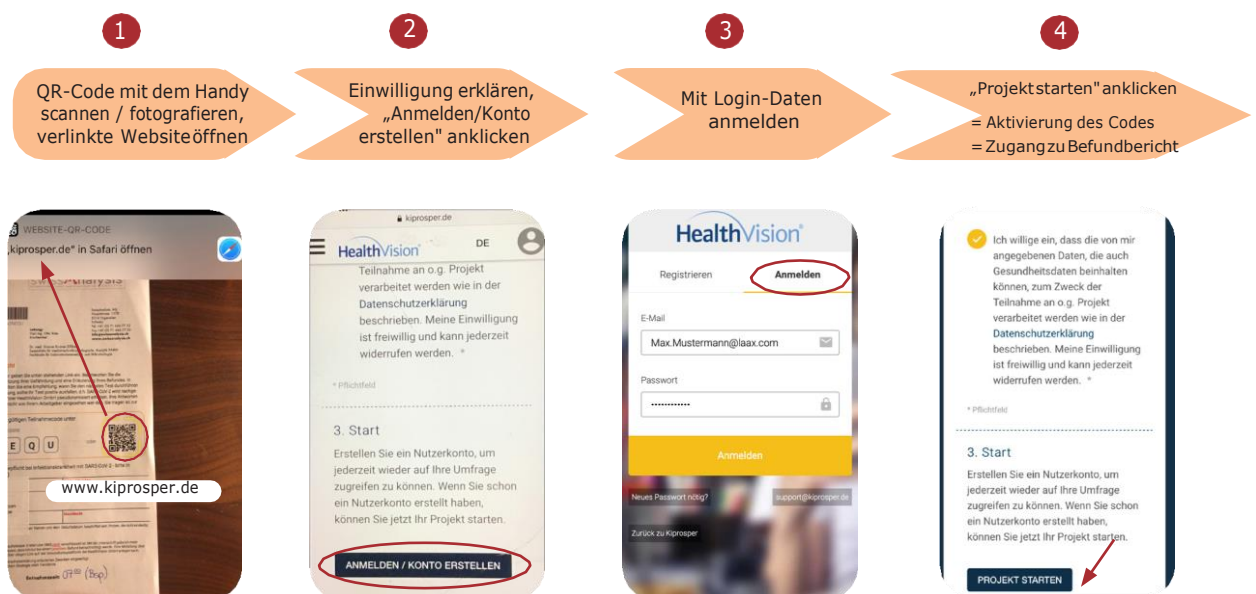 1
QR-Code mit dem Handy
scannen / fotografieren,
verlinkte Website öffnen
2
Einwilligung erklären,
„Anmelden/Konto
erstellen" anklicken
3
Mit Login-Daten
anmelden
4
„Projekt starten" anklicken
= Aktivierung des Codes
= Zugang zu Befundbericht
WEBSITE-QR-CODE
„kiprosper.de“ in Safari öffnen
E Q U
www.kiprosper.de
(Bsp)
kiprosper.de
HealthVision
DE
Teilnahme an o.g. Projekt
verarbeitet werden wie in der
Datenschutzerklärung
beschrieben. Meine Einwilligung
ist freiwillig und kann jederzeit
widerrufen werden. *
* Pflichtfeld
3. Start
Erstellen Sie ein Nutzerkonto, um
jederzeit wieder auf Ihre Umfrage
zugreifen zu können. Wenn Sie schon
ein Nutzerkonto erstellt haben,
können Sie jetzt Ihr Projekt starten.
ANMELDEN / KONTO ERSTELLEN
HealthVision®
Registrieren
Anmelden
E-Mail
Max.Mustermann@laax.com
Passwort
Anmelden
Neues Passwort nötig?
support@kiprosper.de
Zurück zu Kiprosper
Ich willige ein, dass die von mir
angegebenen Daten, die auch
Gesundheitsdaten beinhalten
können, zum Zweck der
Teilnahme an o.g. Projekt
verarbeitet werden wie in der
Datenschutzerklärung
beschrieben. Meine Einwilligung
ist freiwillig und kann jederzeit
widerrufen werden. *
* Pflichtfeld
3. Start
Erstellen Sie ein Nutzerkonto, um
jederzeit wieder auf Ihre Umfrage
zugreifen zu können. Wenn Sie schon
ein Nutzerkonto erstellt haben,
können Sie jetzt Ihr Projekt starten.
PROJEKT STARTEN